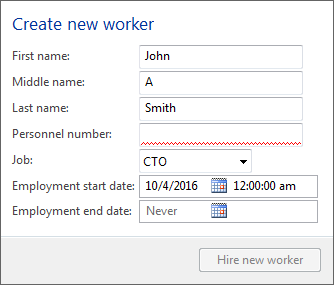 Create new worker
First name: John
Middle name: A
Last name: Smith
Personnel number:
Job: CTO
Employment start date: 10/4/2016 12:00:00 am
Employment end date: Never
Hire new worker